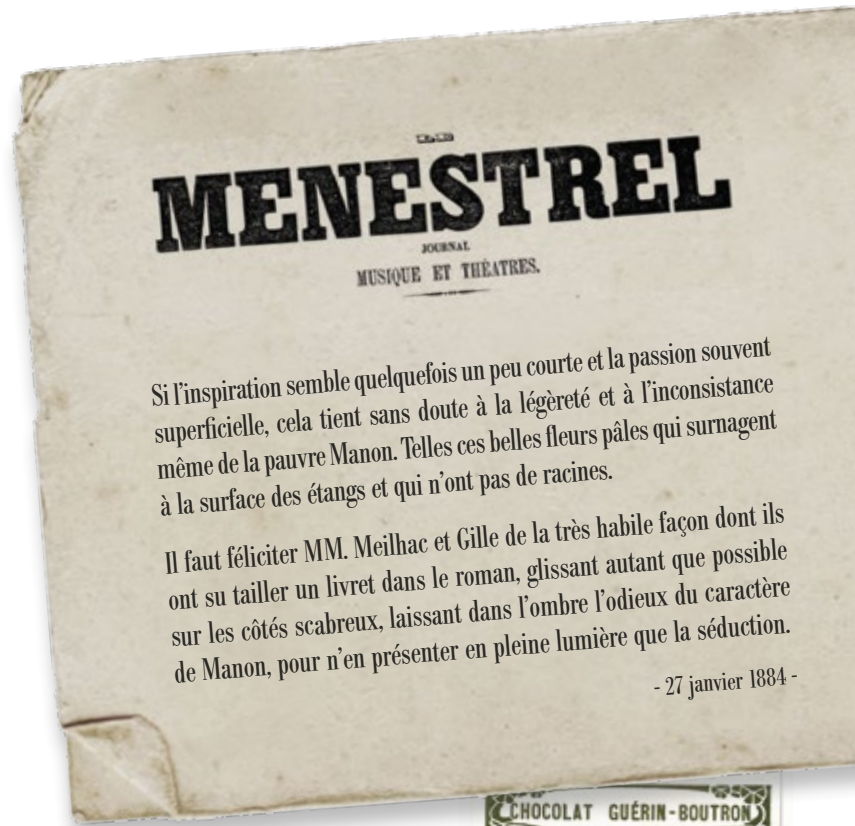 LE
MENESTREL
JOURNAL
MUSIQUE ET THÉATRES.
Si l’inspiration semble quelquefois un peu courte et la passion souvent
superficielle, cela tient sans doute à la légèreté et à l’inconsistance
même de la pauvre Manon. Telles ces belles fleurs pâles qui surnagent
à la surface des étangs et qui n’ont pas de racines.
Il faut féliciter MM. Meilhac et Gille de la très habile façon dont ils
ont su tailler un livret dans le roman, glissant autant que possible
sur les côtés scabreux, laissant dans l’ombre l’odieux du caractère
de Manon, pour n’en présenter en pleine lumière que la séduction.
- 27 janvier 1884 -
CHOCOLAT GUÉRIN-BOUTRON